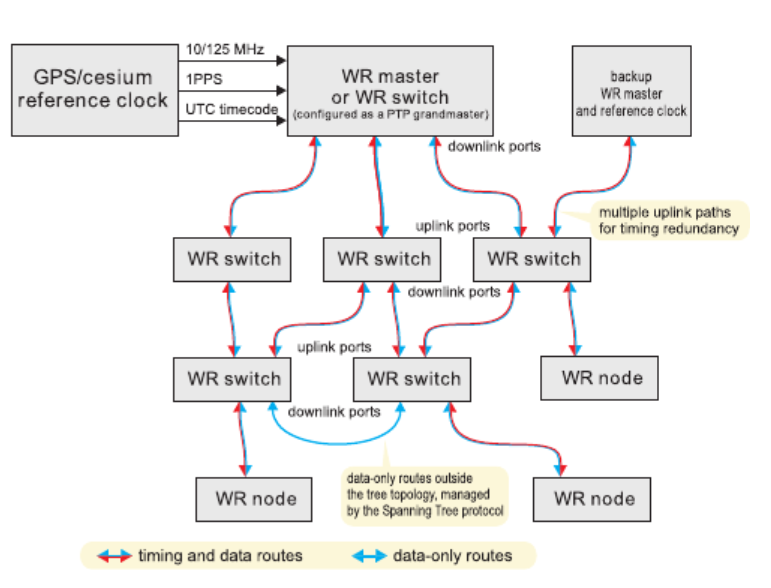 GPS/cesium
reference clock
10/125 MHz
1PPS
UTC timecode
WR master
or WR switch
(configured as a PTP grandmaster)
backup
WR master
and reference clock
downlink ports
multiple uplink paths
for timing redundancy
uplink ports
WR switch
WR switch
WR switch
downlink ports
uplink ports
WR switch
WR switch
WR node
downlink ports
data-only routes outside
the tree topology, managed
by the Spanning Tree protocol
WR node
WR node
timing and data routes
data-only routes